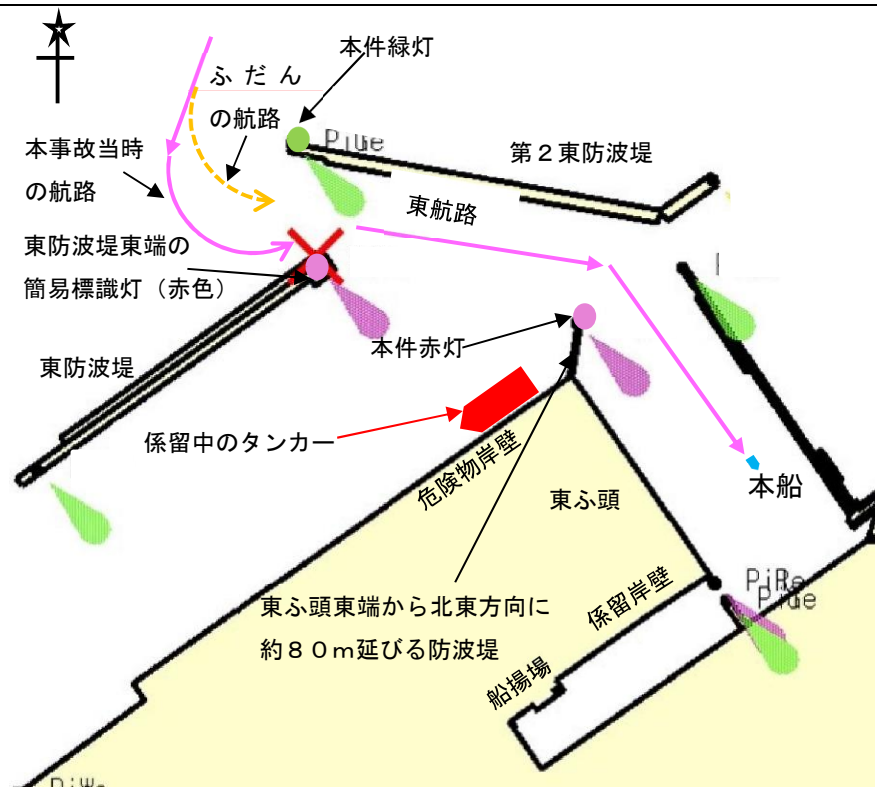 本件緑灯
ふだん
の航路
本事故当時
の航路
第２東防波堤
東航路
東防波堤東端の
簡易標識灯（赤色）
本件赤灯
東防波堤
係留中のタンカー
危険物岸壁
東ふ頭
本船
東ふ頭東端から北東方向に
約８０ｍ延びる防波堤
係留岸壁
船揚場